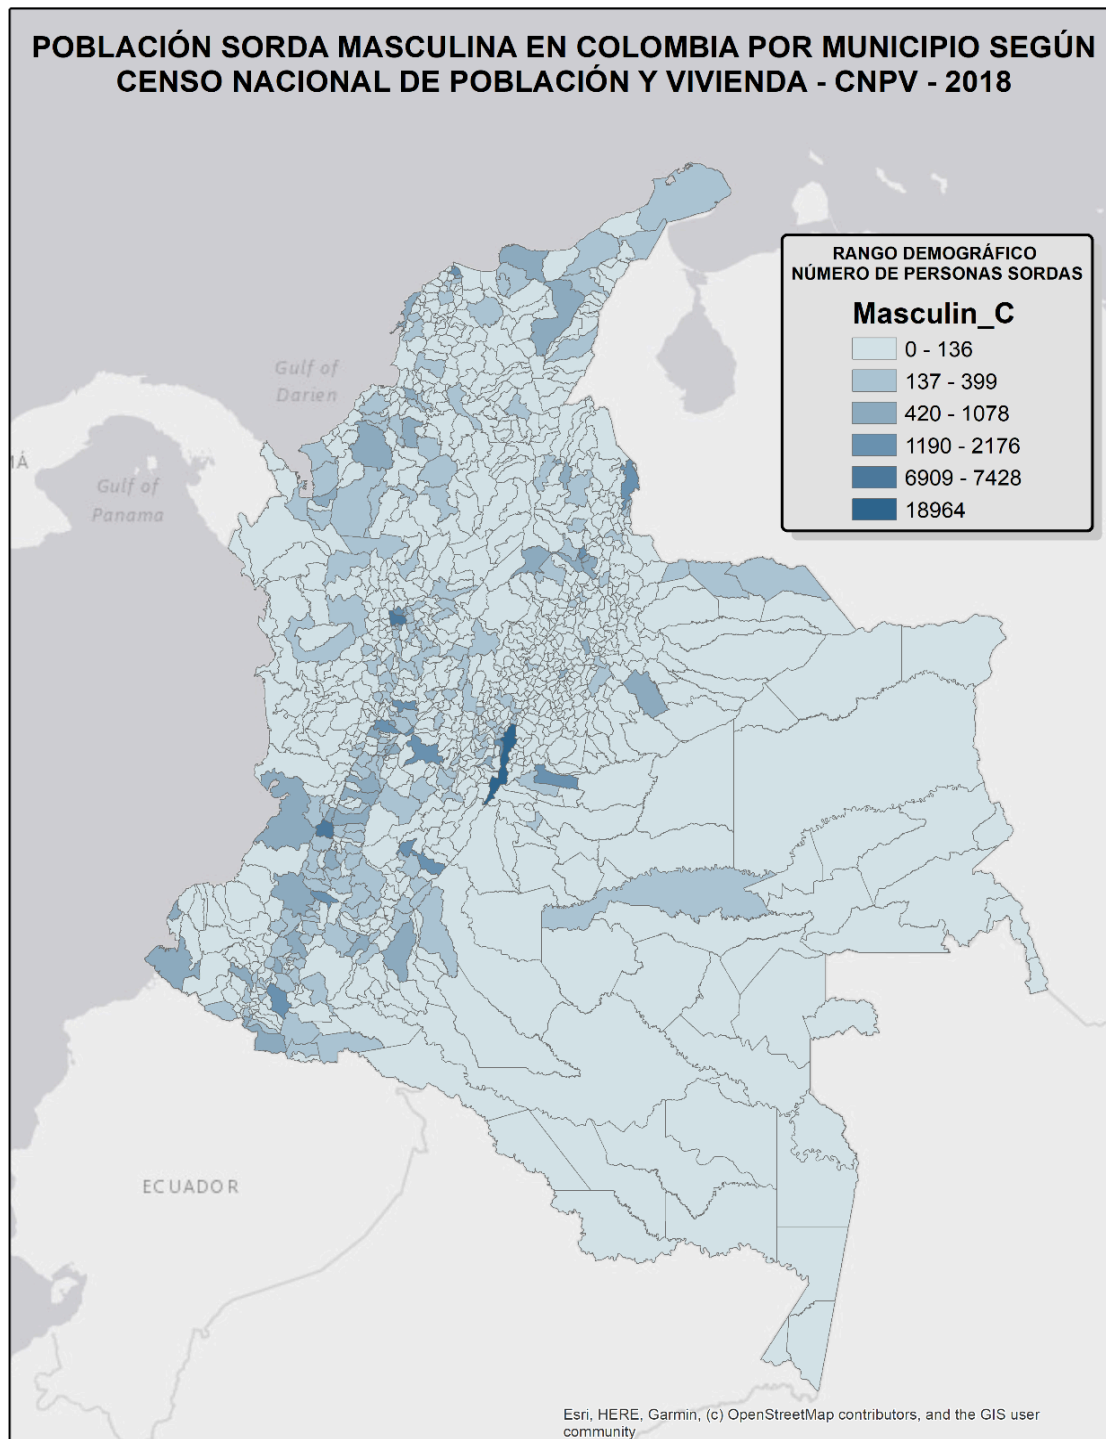 POBLACIÓN SORDA MASCULINA EN COLOMBIA POR MUNICIPIO SEGÚN
CENSO NACIONAL DE POBLACIÓN Y VIVIENDA - CNPV - 2018
RANGO DEMOGRÁFICO
NÚMERO DE PERSONAS SORDAS
Masculin_C
0 - 136
137 - 399
420 - 1078
1190 - 2176
6909 - 7428
18964
Gulf of
Darien
MÁ
Gulf of
Panama
ECUADOR
Esri, HERE, Garmin, (c) OpenStreetMap contributors, and the GIS user
community